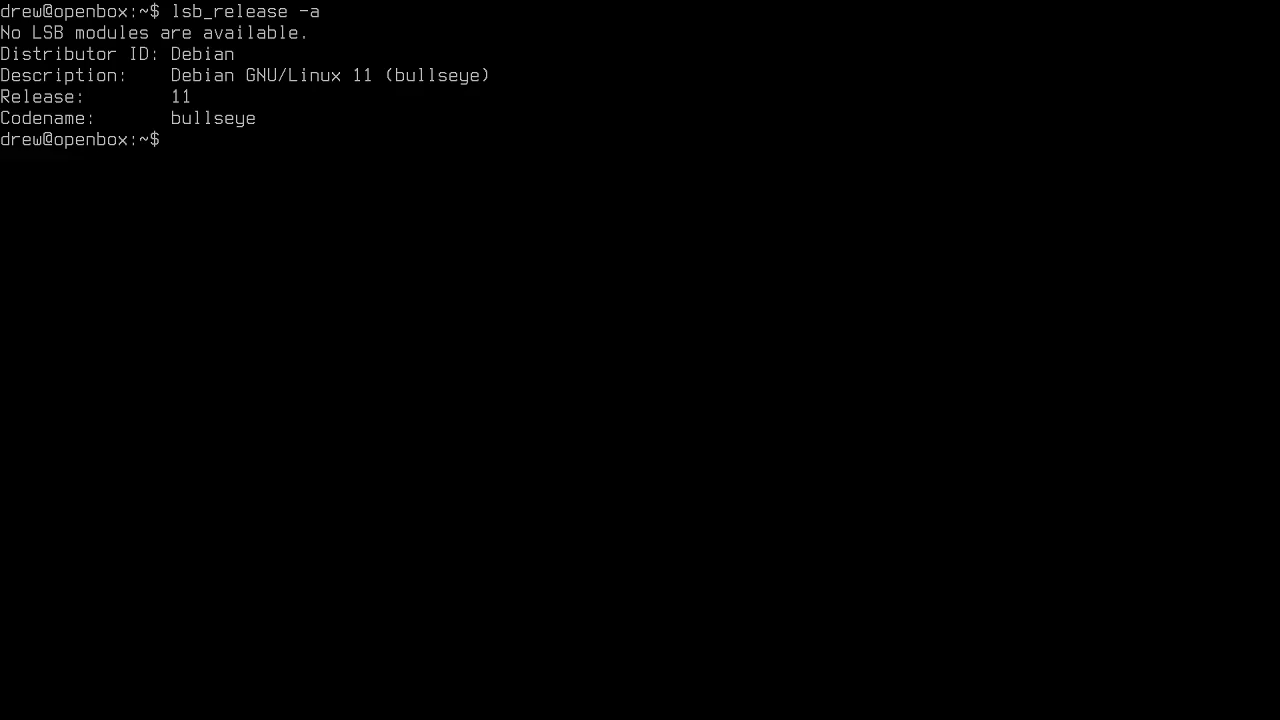 drew@openbox:~$ lsb_release -a
No LSB modules are available.
Distributor ID: Debian
Description:    Debian GNU/Linux 11 (bullseye)
Release:        11
Codename:       bullseye
drew@openbox:~$